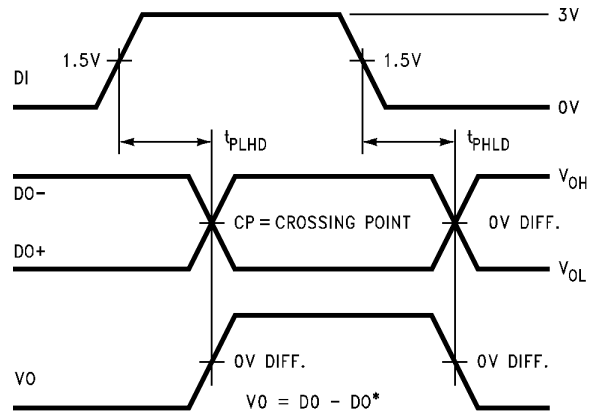 3V
1.5V
1.5V
DI
0V
tPLHD
tPHLD
DO-
VOH
CP = CROSSING POINT
0V DIFF.
DO+
VOL
0V DIFF.
0V DIFF.
VO
VO = DO - DO*